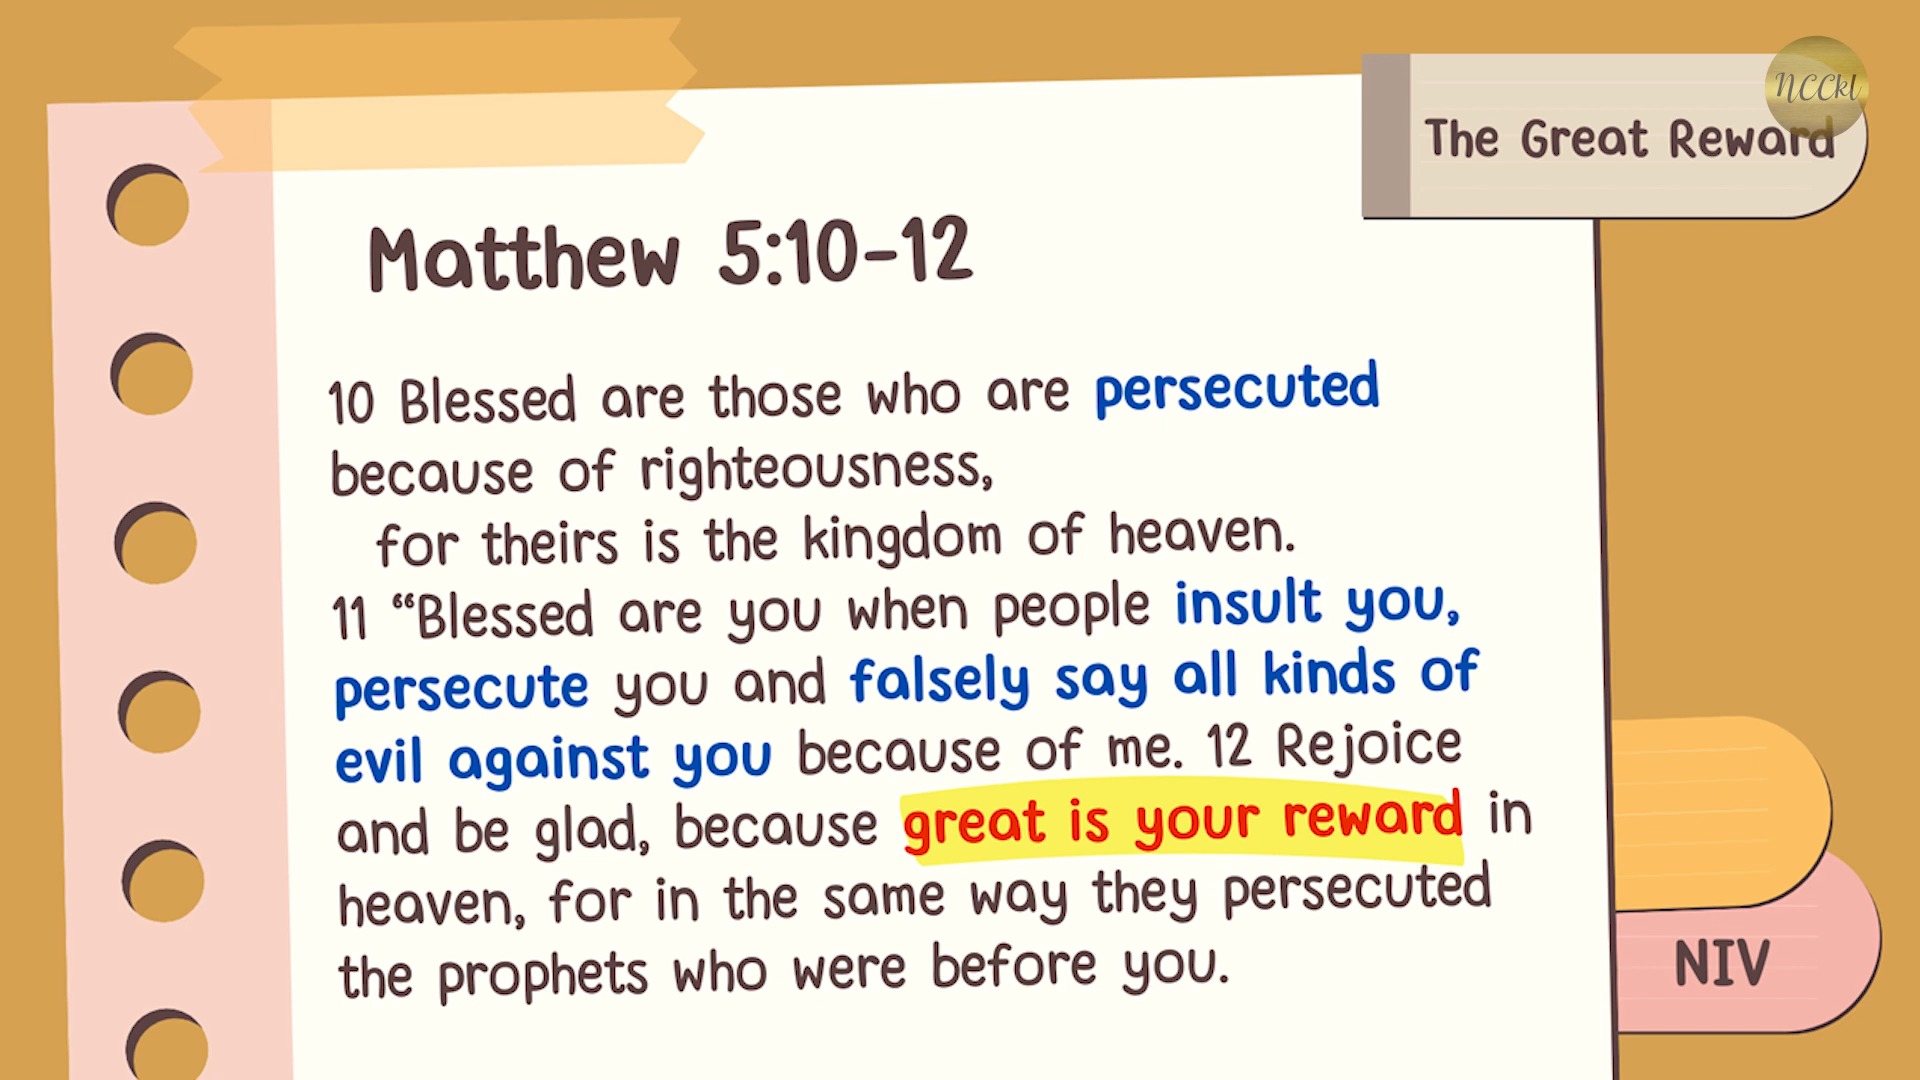 NCCkl
The Great Reward
Matthew 5:10-12
10 Blessed are those who are persecuted
because of righteousness,
for theirs is the kingdom of heaven.
11 “Blessed are you when people insult you,
persecute you and falsely say all kinds of
evil against you because of me. 12 Rejoice
and be glad, because great is your reward in
heaven, for in the same way they persecuted
the prophets who were before you.
NIV